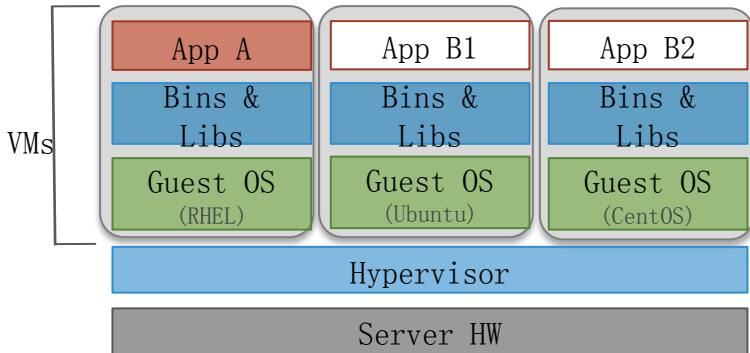 VMs
App A
Bins &
Libs
Guest OS
(RHEL)
App B1
Bins &
Libs
Guest OS
(Ubuntu)
App B2
Bins &
Libs
Guest OS
(CentOS)
Hypervisor
Server HW